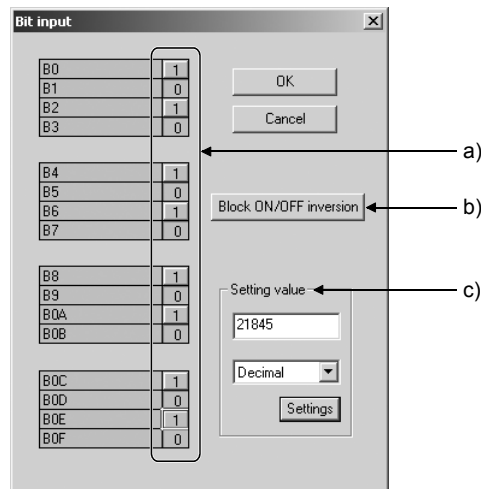 Bit input
B0 1
B1 0
B2 1
B3 0
OK
Cancel
a)
B4 1
B5 0
B6 1
B7 0
Block ON/OFF inversion
b)
B8 1
B9 0
B0A 1
B0B 0
Setting value
c)
21845
Decimal
Settings
B0C 1
B0D 0
B0E 1
B0F 0